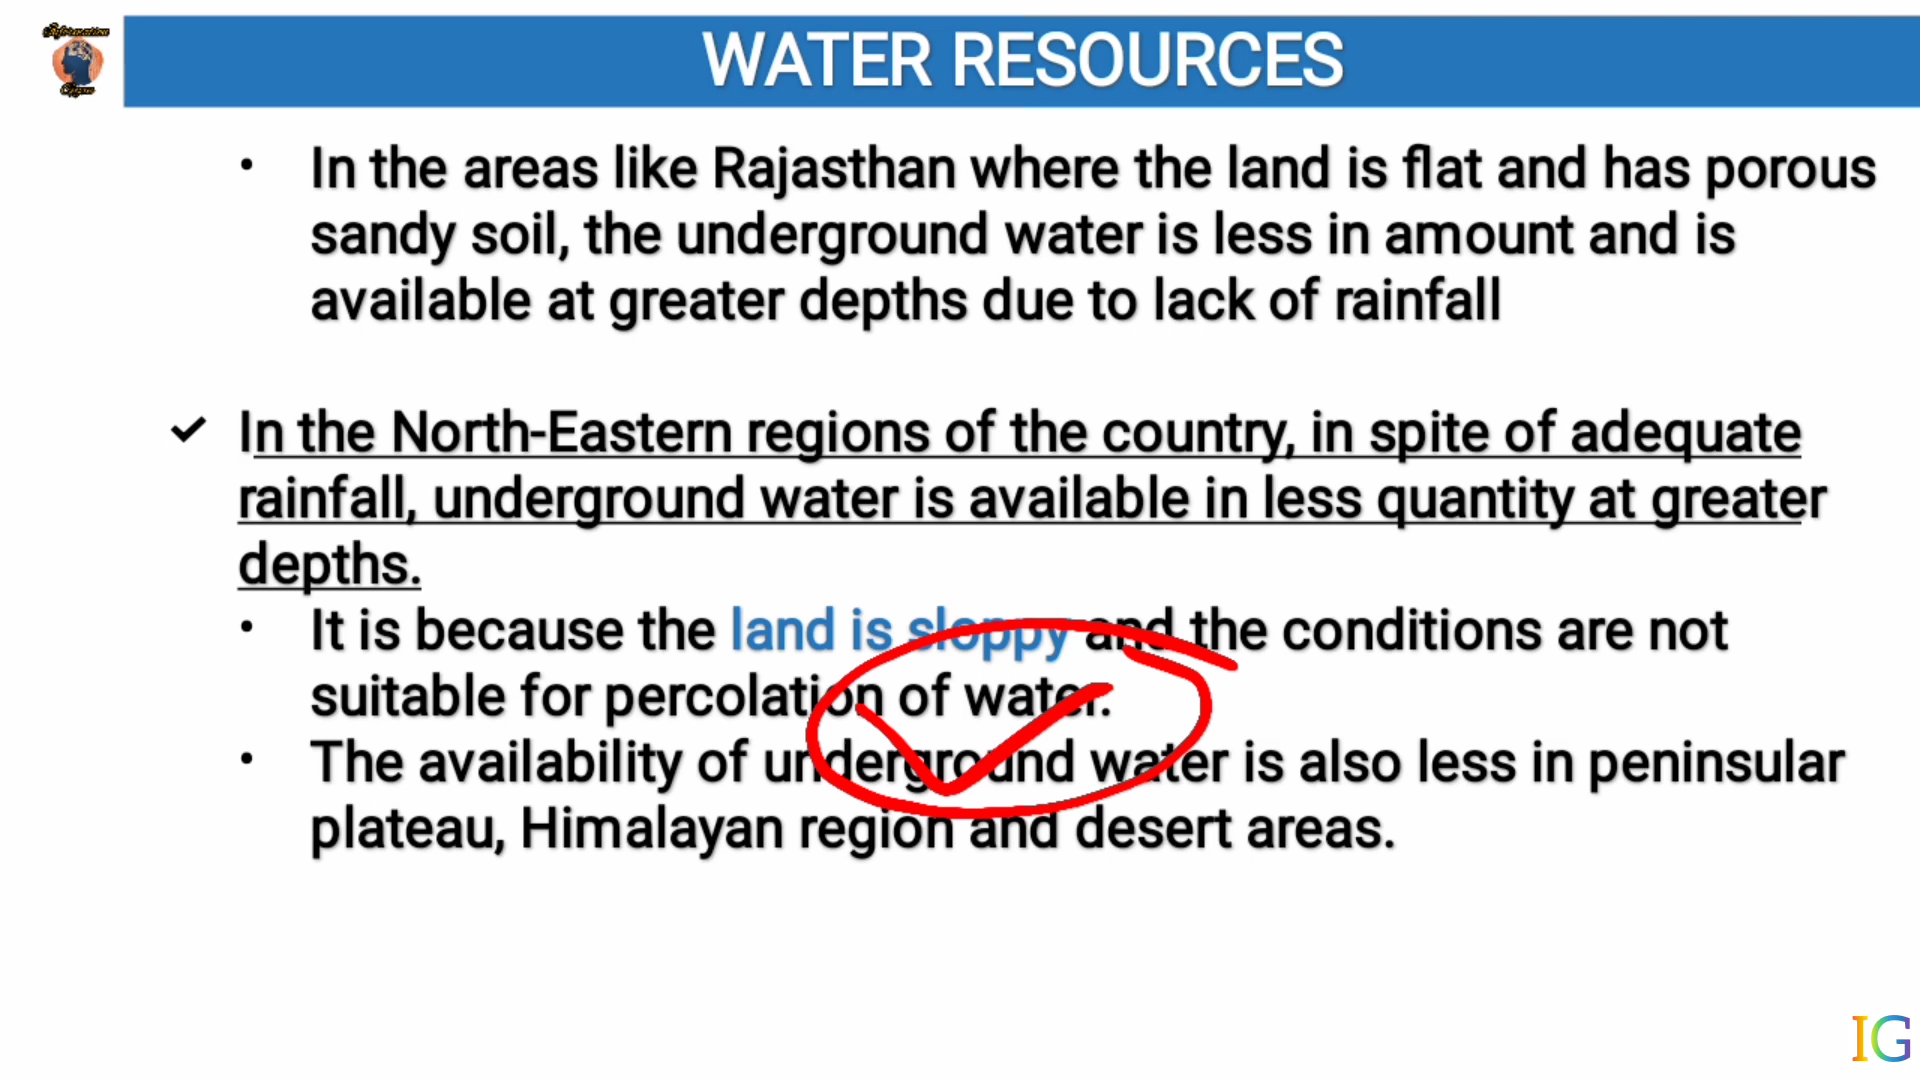 WATER RESOURCES
• In the areas like Rajasthan where the land is flat and has porous
sandy soil, the underground water is less in amount and is
available at greater depths due to lack of rainfall
✓ In the North-Eastern regions of the country, in spite of adequate
rainfall, underground water is available in less quantity at greater
depths.
• It is because the land is sloppy and the conditions are not
suitable for percolation of water.
• The availability of underground water is also less in peninsular
plateau, Himalayan region and desert areas.
IG